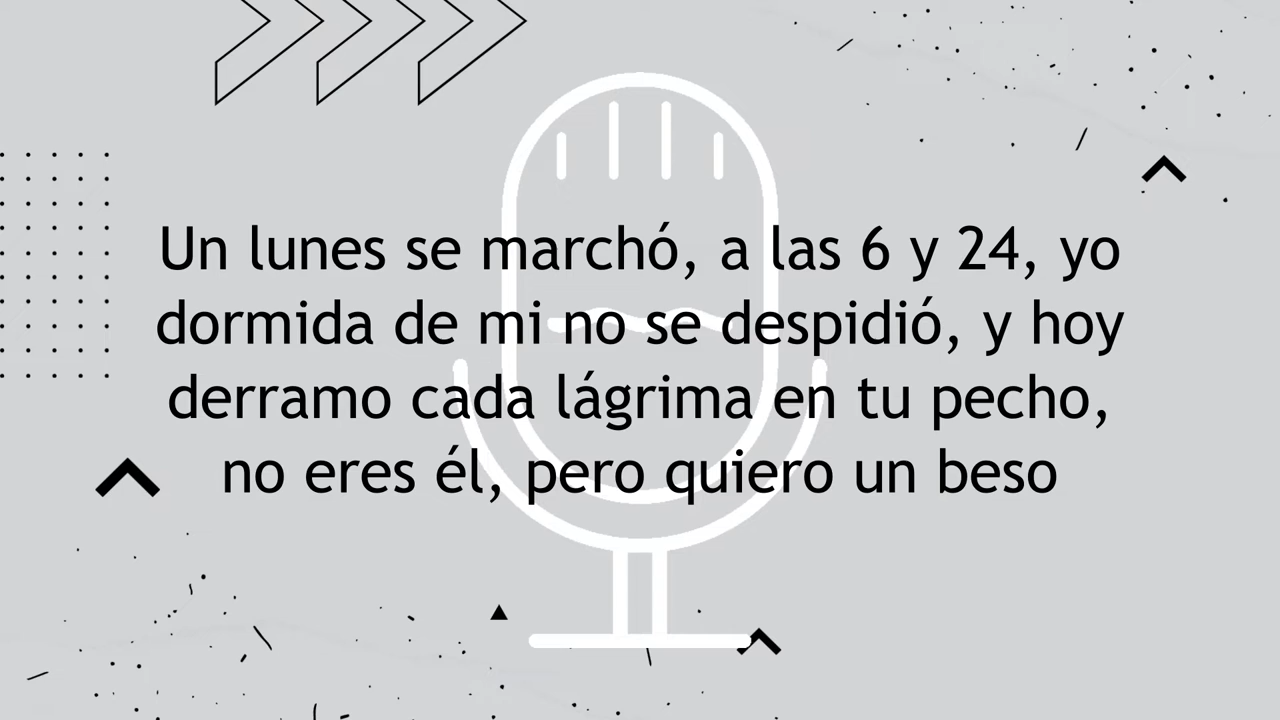 Un lunes se marchó, a las 6 y 24, yo
dormida de mi no se despidió, y hoy
derramo cada lágrima en tu pecho,
no eres él, pero quiero un beso